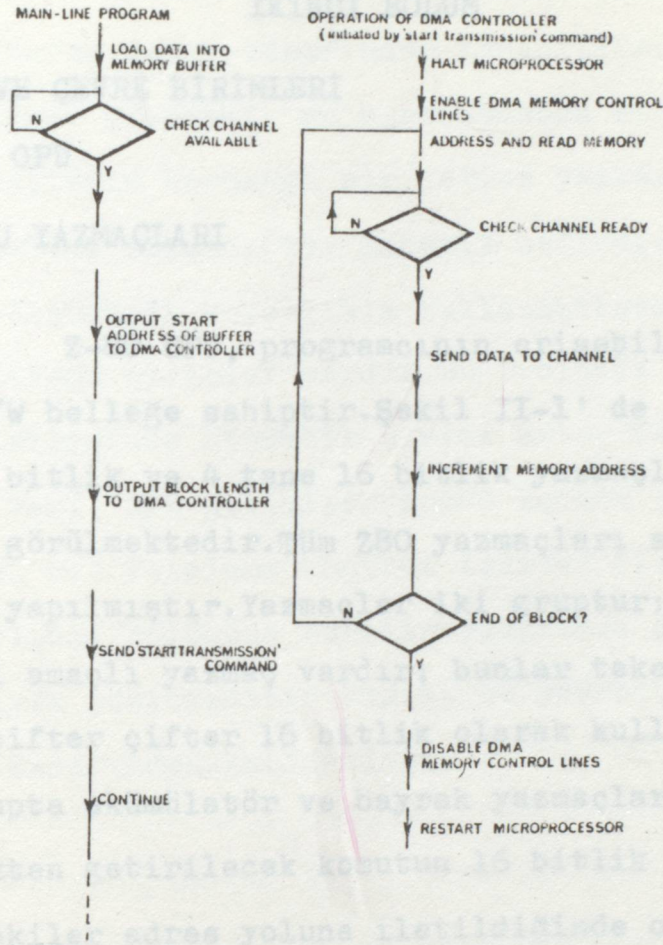 MAIN-LINE PROGRAM
LOAD DATA INTO
MEMORY BUFFER
N
CHECK CHANNEL
AVAILABLE
Y
OUTPUT START
ADDRESS OF BUFFER
TO DMA CONTROLLER
OUTPUT BLOCK LENGTH
TO DMA CONTROLLER
SEND 'START TRANSMISSION'
COMMAND
CONTINUE
OPERATION OF DMA CONTROLLER
(initiated by 'start transmission' command)
HALT MICROPROCESSOR
ENABLE DMA MEMORY CONTROL
LINES
ADDRESS AND READ MEMORY
N
CHECK CHANNEL READY
Y
SEND DATA TO CHANNEL
INCREMENT MEMORY ADDRESS
N
END OF BLOCK?
Y
DISABLE DMA
MEMORY CONTROL LINES
RESTART MICROPROCESSOR
İKİNCİ BÖLÜM
VE ÇEVRE BİRİMLERİ
YAZMAÇLARI
programcının erişebil
belleğe sahiptir.Şekil II-1' de
bitlik ve 4 tane 16 bitlik
görülmektedir.Tüm Z80 yazmaçları
yapılmıştır.Yazmaçlar iki gruptur:
amaçlı yazmaç vardır; bunlar
çifter çifter 16 bitlik olarak
akümülatör ve bayrak
getirilecek komutun 16 bitlik
adres yoluna iletildiğinde